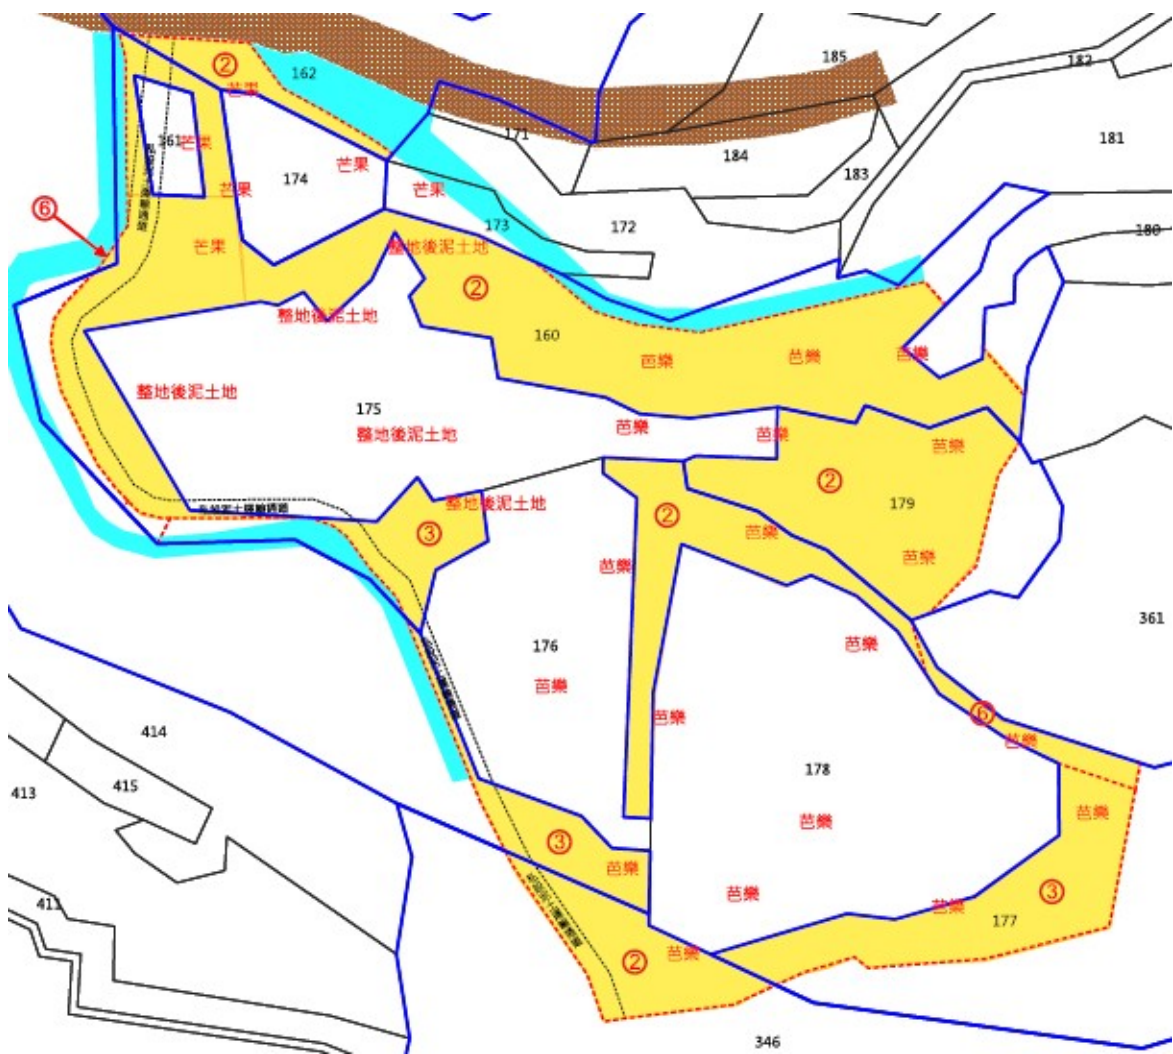 185
182
②
162
芒果
181
171
161
芒果
184
芒果
174
183
芒果
芒果
⑥
173
172
180
芒果
整地後泥土地
②
整地後泥土地
160
芭樂
芭樂
芭樂
整地後泥土地
175
整地後泥土地
芭樂
芭樂
芭樂
②
整地後泥土地
179
②
③
芭樂
芭樂
芭樂
361
176
芭樂
芭樂
芭樂
⑥
414
芭樂
178
415
413
芭樂
芭樂
③
芭樂
③
芭樂
芭樂
411
177
芭樂
②
346